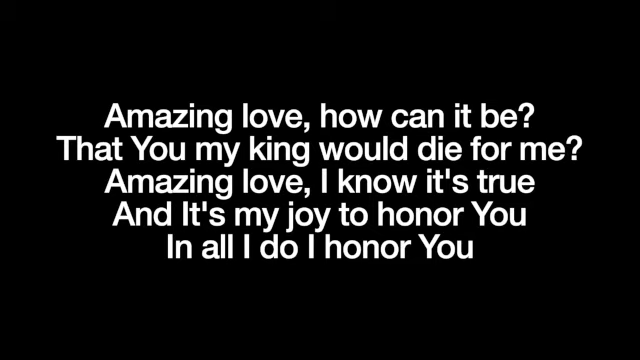 Amazing love, how can it be?
That You my king would die for me?
Amazing love, I know it's true
And It's my joy to honor You
In all I do I honor You